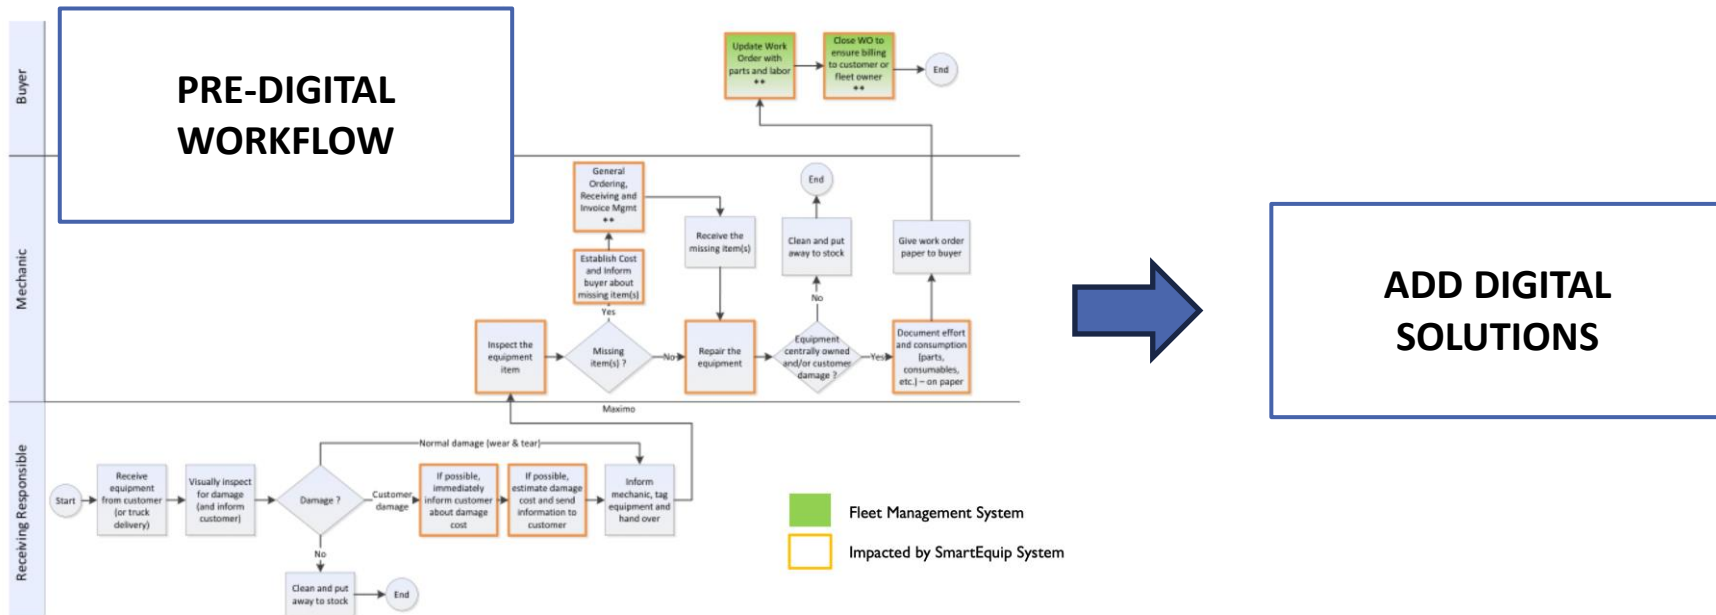 PRE-DIGITAL
WORKFLOW
Buyer
Update Work
Order with
parts and labor
**
Close WO to
ensure billing
to customer or
fleet owner
**
End
Mechanic
General
Ordering,
Receiving and
Invoice Mgmt
**
Establish Cost
and Inform
buyer about
missing item(s)
Yes
Inspect the
equipment
item
Missing
item(s) ?
No
Receive the
missing item(s)
Repair the
equipment
End
Clean and put
away to stock
No
Equipment
centrally owned
and/or customer
damage ?
Yes
Give work order
paper to buyer
Document effort
and consumption
(parts,
consumables,
etc.) – on paper
Maximo
Receiving Responsible
Start
Receive
equipment
from customer
(or truck
delivery)
Visually inspect
for damage
(and inform
customer)
Damage ?
Normal damage (wear & tear)
Customer
damage
If possible,
immediately
inform customer
about damage
cost
If possible,
estimate damage
cost and send
information to
customer
Inform
mechanic, tag
equipment and
hand over
No
Clean and put
away to stock
End
Fleet Management System
Impacted by SmartEquip System
ADD DIGITAL
SOLUTIONS